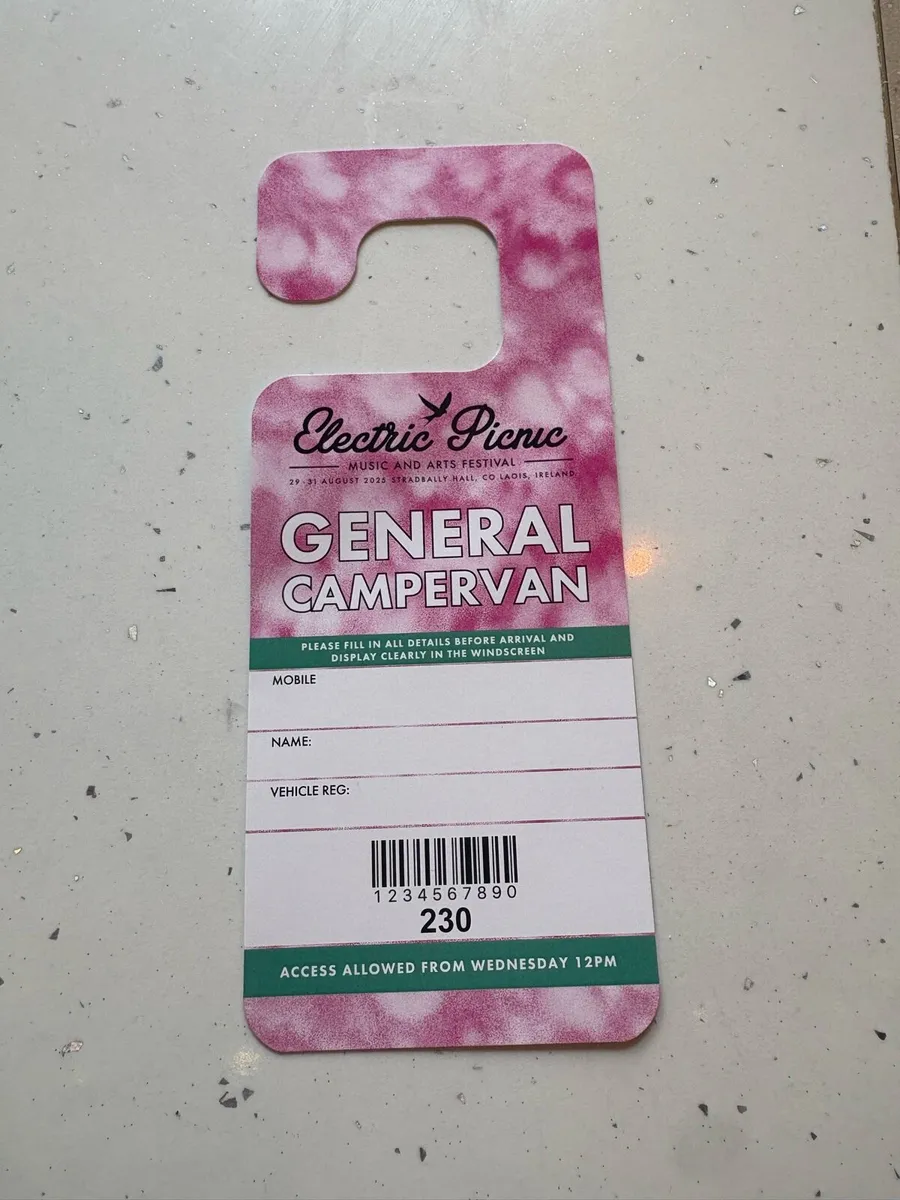 Electric Picnic
MUSIC AND ARTS FESTIVAL
29-31 AUGUST 2025 STRADBALLY HALL, CO LAOIS, IRELAND
GENERAL
CAMPERVAN
PLEASE FILL IN ALL DETAILS BEFORE ARRIVAL AND
DISPLAY CLEARLY IN THE WINDSCREEN
MOBILE
NAME:
VEHICLE REG:
1234567890
230
ACCESS ALLOWED FROM WEDNESDAY 12PM